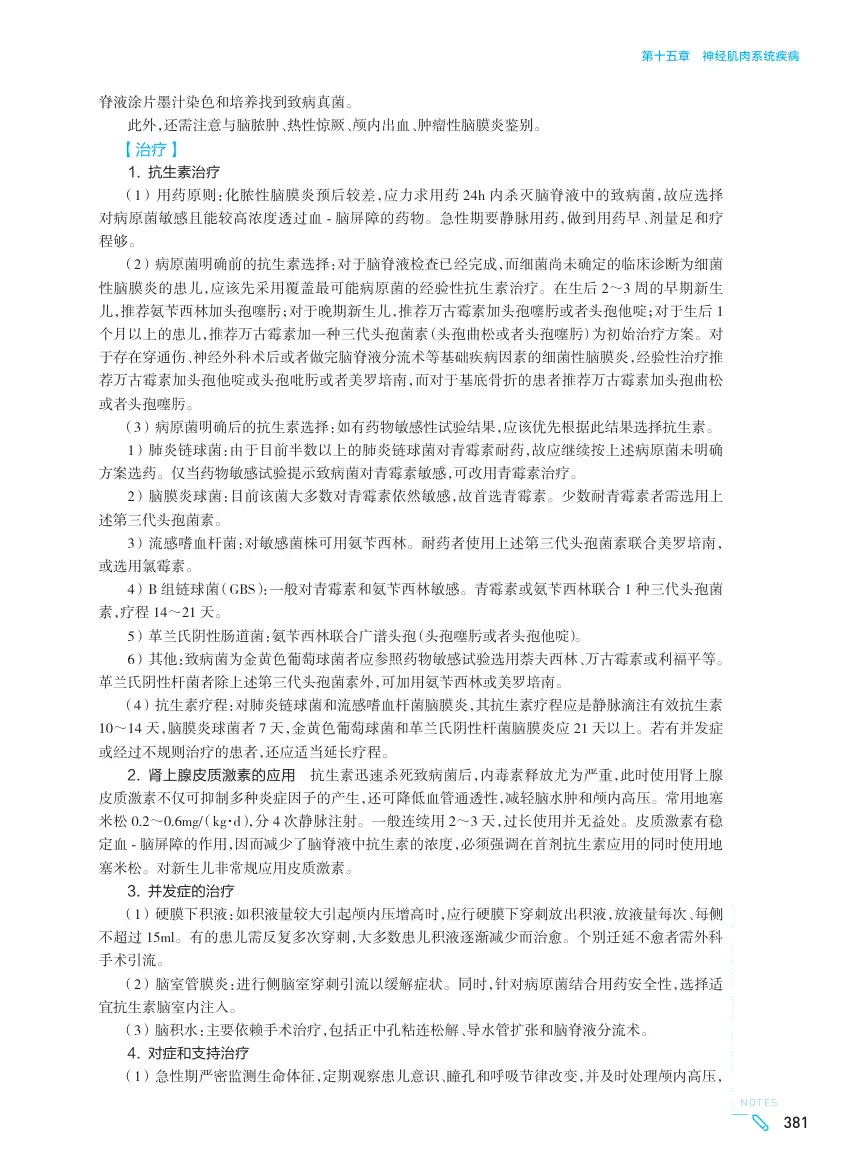 第十五章　神经肌肉系统疾病
脊液涂片墨汁染色和培养找到致病真菌。
此外,还需注意与脑脓肿、热性惊厥、颅内出血、肿瘤性脑膜炎鉴别。
【治疗】
1. 抗生素治疗
（1）用药原则:化脓性脑膜炎预后较差,应力求用药 24h 内杀灭脑脊液中的致病菌,故应选择
对病原菌敏感且能较高浓度透过血 - 脑屏障的药物。急性期要静脉用药,做到用药早、剂量足和疗
程够。
（2）病原菌明确前的抗生素选择:对于脑脊液检查已经完成,而细菌尚未确定的临床诊断为细菌
性脑膜炎的患儿,应该先采用覆盖最可能病原菌的经验性抗生素治疗。在生后 2～3 周的早期新生
儿,推荐氨苄西林加头孢噻肟;对于晚期新生儿,推荐万古霉素加头孢噻肟或者头孢他啶;对于生后 1
个月以上的患儿,推荐万古霉素加一种三代头孢菌素（头孢曲松或者头孢噻肟）为初始治疗方案。对
于存在穿通伤、神经外科术后或者做完脑脊液分流术等基础疾病因素的细菌性脑膜炎,经验性治疗推
荐万古霉素加头孢他啶或头孢吡肟或者美罗培南,而对于基底骨折的患者推荐万古霉素加头孢曲松
或者头孢噻肟。
（3）病原菌明确后的抗生素选择:如有药物敏感性试验结果,应该优先根据此结果选择抗生素。
1）肺炎链球菌:由于目前半数以上的肺炎链球菌对青霉素耐药,故应继续按上述病原菌未明确
方案选药。仅当药物敏感试验提示致病菌对青霉素敏感,可改用青霉素治疗。
2）脑膜炎球菌:目前该菌大多数对青霉素依然敏感,故首选青霉素。少数耐青霉素者需选用上
述第三代头孢菌素。
3）流感嗜血杆菌:对敏感菌株可用氨苄西林。耐药者使用上述第三代头孢菌素联合美罗培南,
或选用氯霉素。
4）B 组链球菌（GBS）:一般对青霉素和氨苄西林敏感。青霉素或氨苄西林联合 1 种三代头孢菌
素,疗程 14～21 天。
5）革兰氏阴性肠道菌:氨苄西林联合广谱头孢（头孢噻肟或者头孢他啶）。
6）其他:致病菌为金黄色葡萄球菌者应参照药物敏感试验选用萘夫西林、万古霉素或利福平等。
革兰氏阴性杆菌者除上述第三代头孢菌素外,可加用氨苄西林或美罗培南。
（4）抗生素疗程:对肺炎链球菌和流感嗜血杆菌脑膜炎,其抗生素疗程应是静脉滴注有效抗生素
10～14 天,脑膜炎球菌者 7 天,金黄色葡萄球菌和革兰氏阴性杆菌脑膜炎应 21 天以上。若有并发症
或经过不规则治疗的患者,还应适当延长疗程。
2. 肾上腺皮质激素的应用　抗生素迅速杀死致病菌后,内毒素释放尤为严重,此时使用肾上腺
皮质激素不仅可抑制多种炎症因子的产生,还可降低血管通透性,减轻脑水肿和颅内高压。常用地塞
米松 0.2～0.6mg/（kg•d）,分 4 次静脉注射。一般连续用 2～3 天,过长使用并无益处。皮质激素有稳
定血 - 脑屏障的作用,因而减少了脑脊液中抗生素的浓度,必须强调在首剂抗生素应用的同时使用地
塞米松。对新生儿非常规应用皮质激素。
3. 并发症的治疗
（1）硬膜下积液:如积液量较大引起颅内压增高时,应行硬膜下穿刺放出积液,放液量每次、每侧
不超过 15ml。有的患儿需反复多次穿刺,大多数患儿积液逐渐减少而治愈。个别迁延不愈者需外科
手术引流。
（2）脑室管膜炎:进行侧脑室穿刺引流以缓解症状。同时,针对病原菌结合用药安全性,选择适
宜抗生素脑室内注入。
（3）脑积水:主要依赖手术治疗,包括正中孔粘连松解、导水管扩张和脑脊液分流术。
4. 对症和支持治疗
（1）急性期严密监测生命体征,定期观察患儿意识、瞳孔和呼吸节律改变,并及时处理颅内高压,
NOTES
381